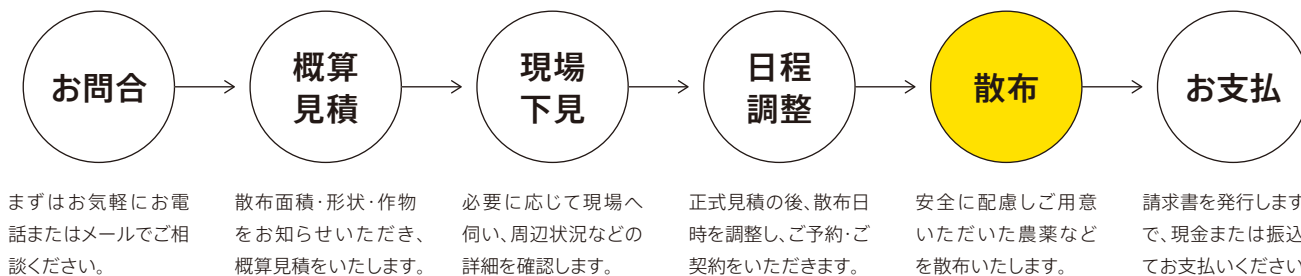 お問合
概算
見積
現場
下見
日程
調整
散布
お支払
まずはお気軽にお電
話またはメールでご相
談ください。
散布面積・形状・作物
をお知らせいただき、
概算見積をいたします。
必要に応じて現場へ
伺い、周辺状況などの
詳細を確認します。
正式見積の後、散布日
時を調整し、ご予約・ご
契約をいただきます。
安全に配慮しご用意
いただいた農薬など
を散布いたします。
請求書を発行します
で、現金または振込
てお支払いください